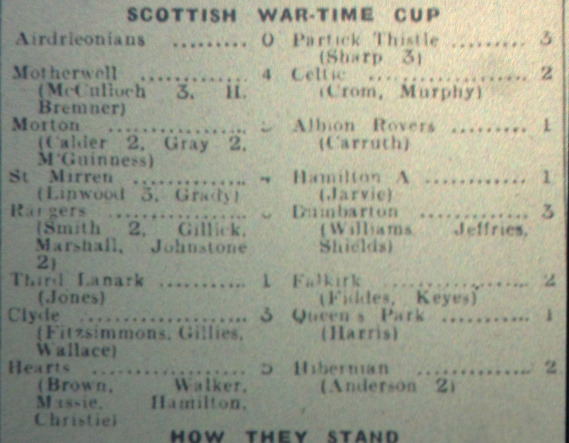 SCOTTISH WAR-TIME CUP
Airdrieonians ......... 0 Partick Thistle ......... 3
(Sharp 3)
Motherwell ............ 4 Celtic ................ 2
(McCulloch 3, H. (Crom, Murphy)
Bremner)
Morton ................ Albion Rovers ......... 1
(Calder 2, Gray 2, (Carruth)
M'Guinness)
St Mirren ............. Hamilton A ............ 1
(Linwood 3, Grady) (Jarvie)
Rangers ............... Dumbarton ............. 3
(Smith 2, Gillick, (Williams, Jeffries,
Marshall, Johnstone Shields)
2)
Third Lanark .......... 1 Falkirk ................ 2
(Jones) (Fiddes, Keyes)
Clyde .................. 3 Queen's Park .......... 1
(Fitzsimmons, Gillies, (Harris)
Wallace)
Hearts ................. 5 Hibernian ............. 2
(Brown, Walker, (Anderson 2)
Massie, Hamilton,
Christie)
HOW THEY STAND